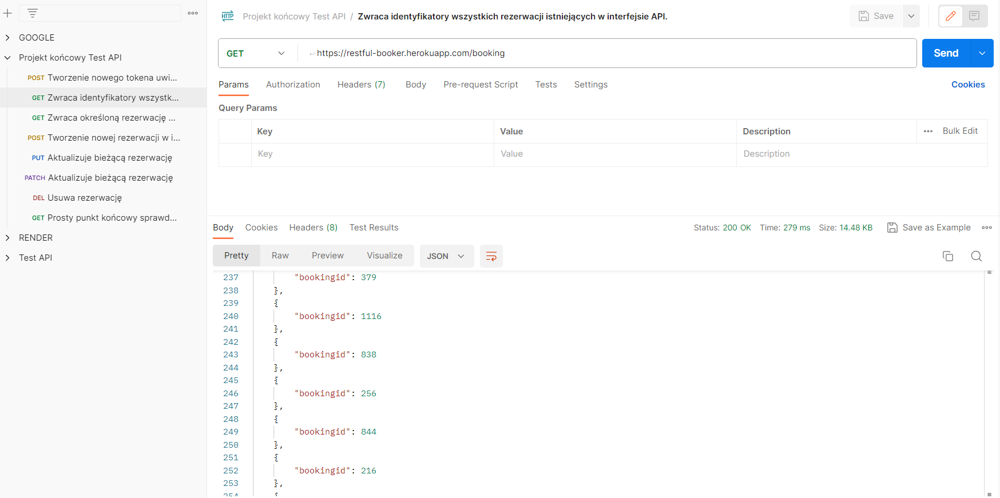 GOOGLE
Projekt końcowy Test API
POST Tworzenie nowego tokena uwi...
GET Zwraca identyfikatory wszystk...
GET Zwraca określoną rezerwację ...
POST Tworzenie nowej rezerwacji w i...
PUT Aktualizuje bieżącą rezerwację
PATCH Aktualizuje bieżącą rezerwację
DEL Usuwa rezerwację
GET Prosty punkt końcowy sprawd...
RENDER
Test API
HTTP Projekt końcowy Test API / Zwraca identyfikatory wszystkich rezerwacji istniejących w interfejsie API.
Save
GET https://restful-booker.herokuapp.com/booking
Send
Params Authorization Headers (7) Body Pre-request Script Tests Settings Cookies
Query Params
Key Value Description Bulk Edit
Key Value Description
Body Cookies Headers (8) Test Results Status: 200 OK Time: 279 ms Size: 14.48 KB Save as Example
Pretty Raw Preview Visualize JSON
237 "bookingid": 379
238 },
239 {
240 "bookingid": 1116
241 },
242 {
243 "bookingid": 838
244 },
245 {
246 "bookingid": 256
247 },
248 {
249 "bookingid": 844
250 },
251 {
252 "bookingid": 216
253 },
254 {